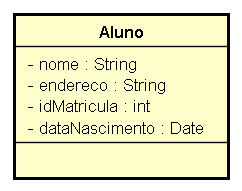 Aluno
- nome : String
- endereco : String
- idMatricula : int
- dataNascimento : Date